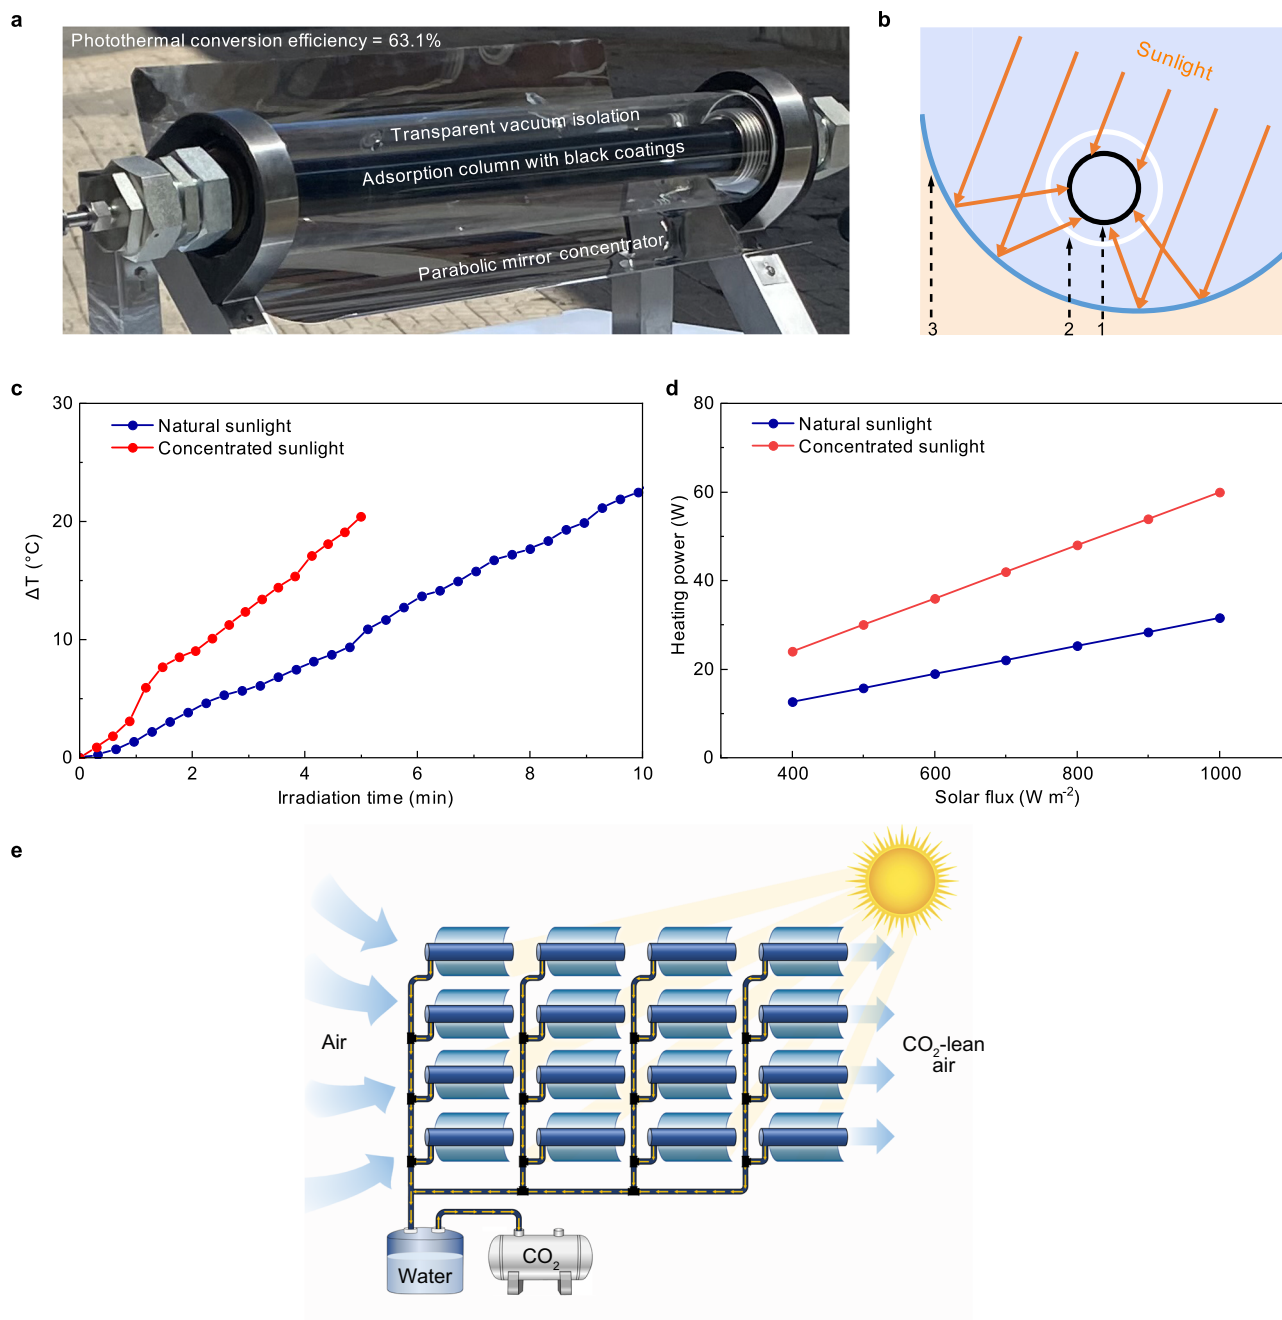 a
Photothermal conversion efficiency = 63.1%
Transparent vacuum isolation
Adsorption column with black coatings
Parabolic mirror concentrator
b
Sunlight
3
2
1
c
30
20
10
0
ΔT (°C)
Natural sunlight
Concentrated sunlight
0
2
4
6
8
10
Irradiation time (min)
d
80
60
40
20
0
Heating power (W)
Natural sunlight
Concentrated sunlight
400
600
800
1000
Solar flux (W m⁻²)
e
Air
CO₂-lean
air
Water
CO₂